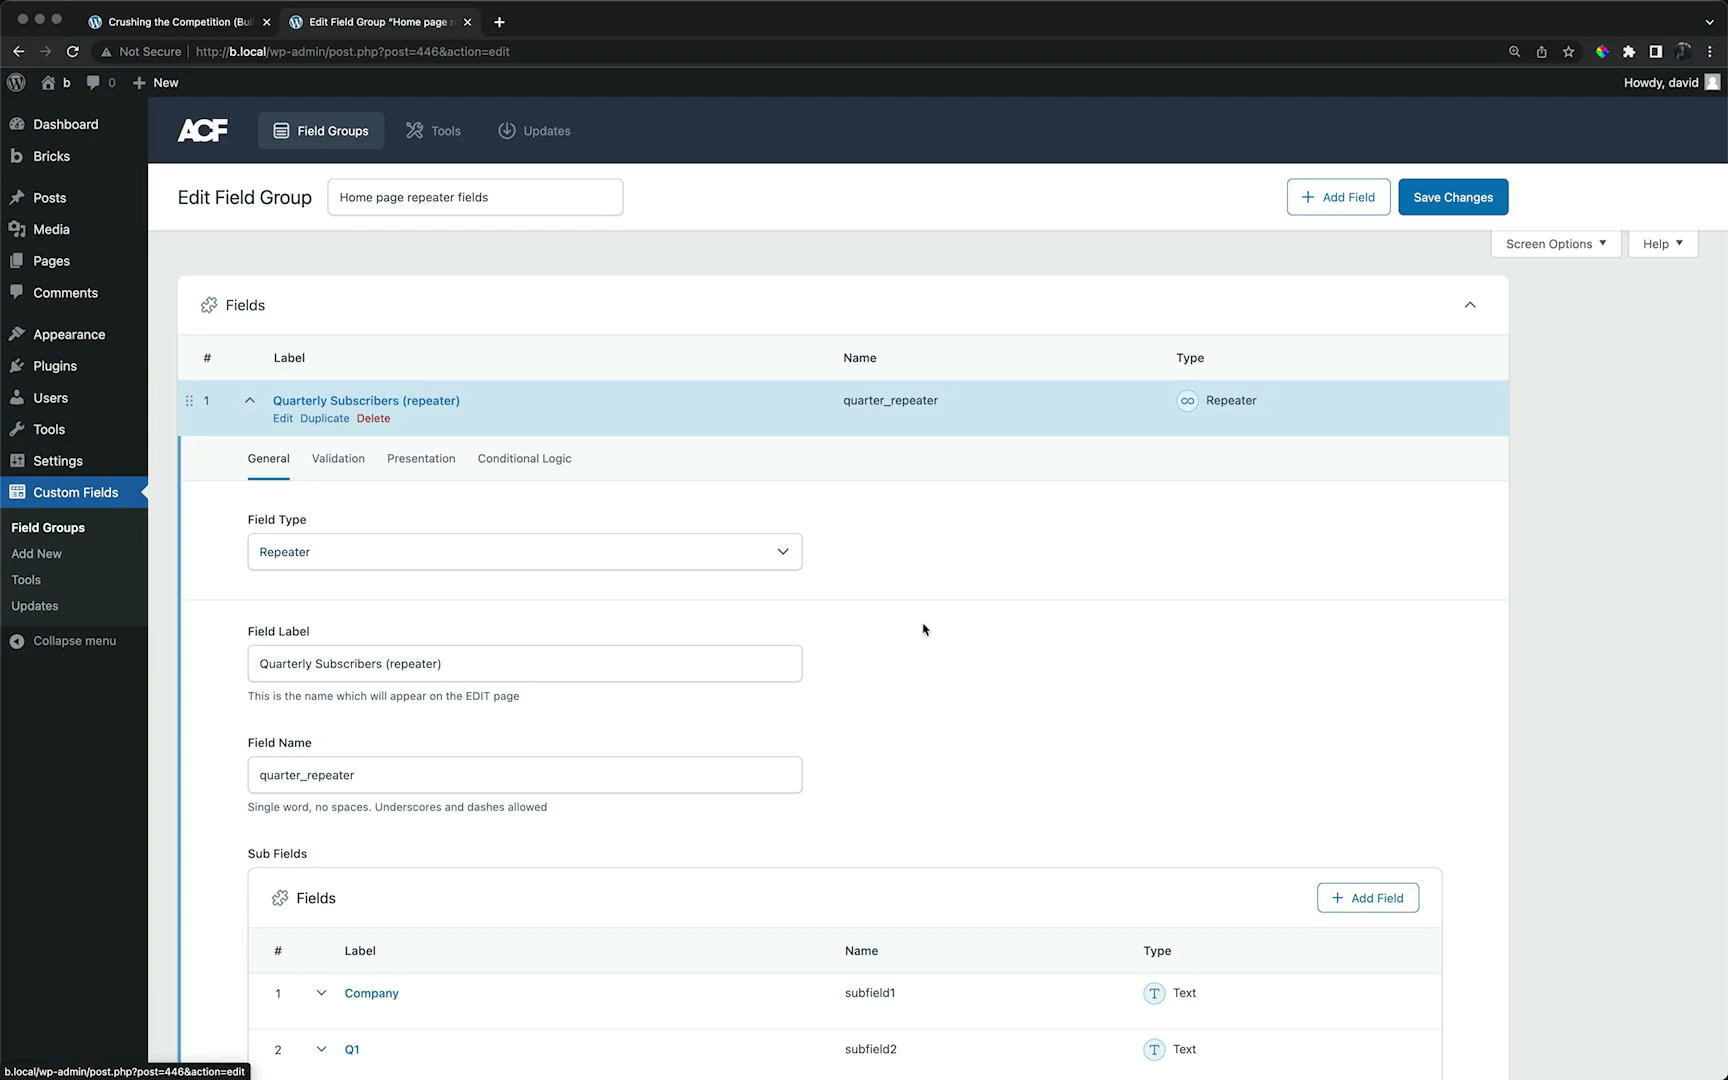 Crushing the Competition (Bui
Edit Field Group "Home page r
Not Secure
http://b.local/wp-admin/post.php?post=446&action=edit
b
0
New
Howdy, david
Dashboard
Bricks
Posts
Media
Pages
Comments
Appearance
Plugins
Users
Tools
Settings
Custom Fields
Field Groups
Add New
Tools
Updates
Collapse menu
ACF
Field Groups
Tools
Updates
Edit Field Group
Home page repeater fields
Add Field
Save Changes
Screen Options
Help
Fields
# Label Name Type
1 Quarterly Subscribers (repeater) quarter_repeater Repeater
Edit Duplicate Delete
General Validation Presentation Conditional Logic
Field Type
Repeater
Field Label
Quarterly Subscribers (repeater)
This is the name which will appear on the EDIT page
Field Name
quarter_repeater
Single word, no spaces. Underscores and dashes allowed
Sub Fields
Fields
Add Field
# Label Name Type
1 Company subfield1 T Text
2 Q1 subfield2 T Text
b.local/wp-admin/post.php?post=446&action=edit